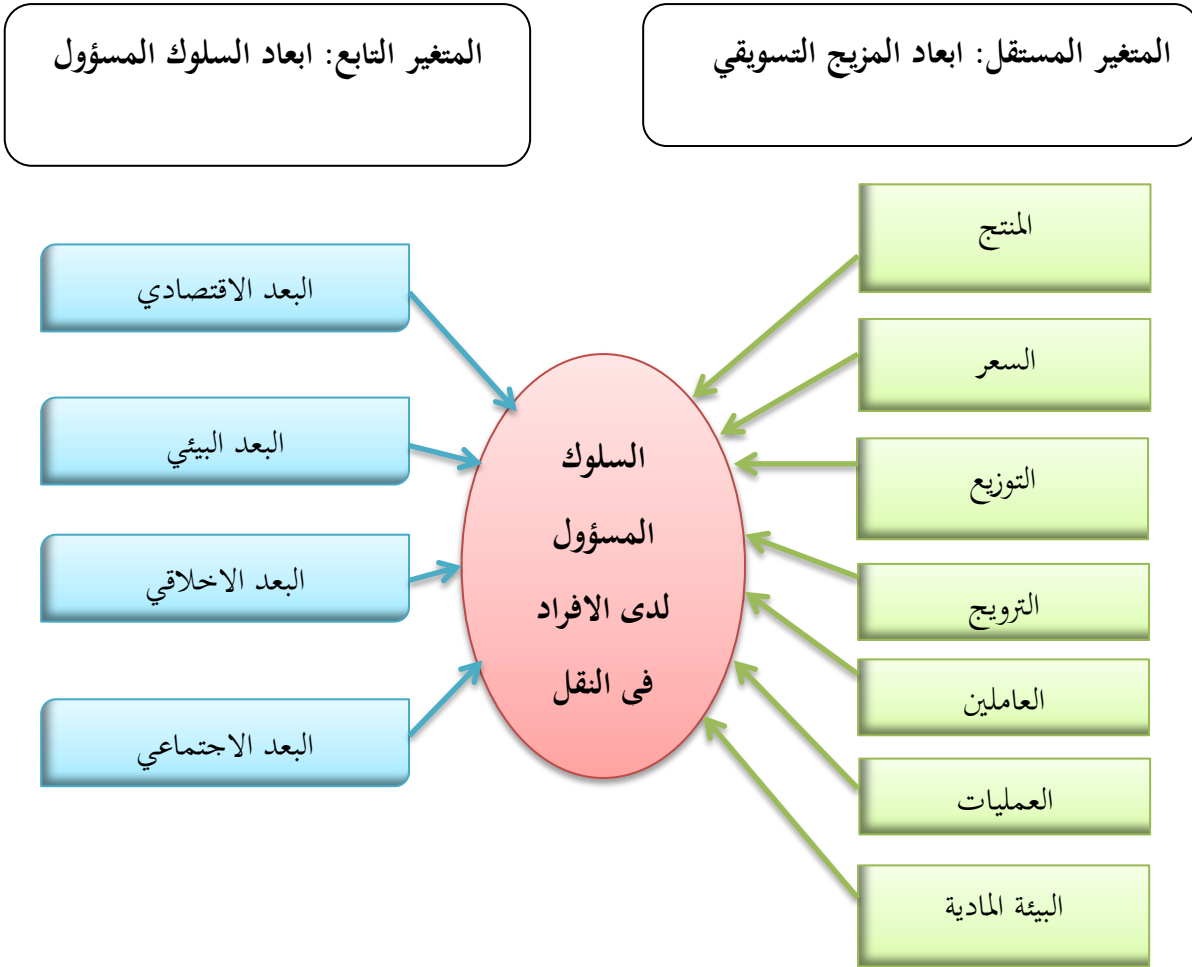 المتغير المستقل: ابعاد المزيج التسويقي
المتغير التابع: ابعاد السلوك المسؤول
المنتج
السعر
التوزيع
الترويج
العاملين
العمليات
البيئة المادية
السلوك
المسؤول
لدى الافراد
فى النقل
البعد الاقتصادي
البعد البيئي
البعد الاخلاقي
البعد الاجتماعي